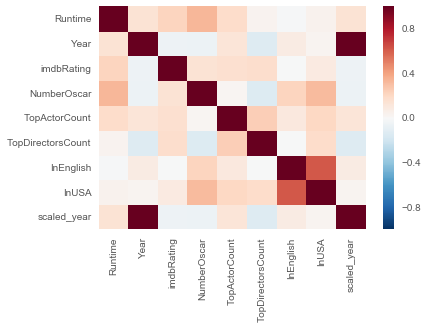 Runtime
Year
imdbRating
NumberOscar
TopActorCount
TopDirectorsCount
InEnglish
InUSA
scaled_year
Runtime
Year
imdbRating
NumberOscar
TopActorCount
TopDirectorsCount
InEnglish
InUSA
scaled_year
0.8
0.4
0.0
−0.4
−0.8